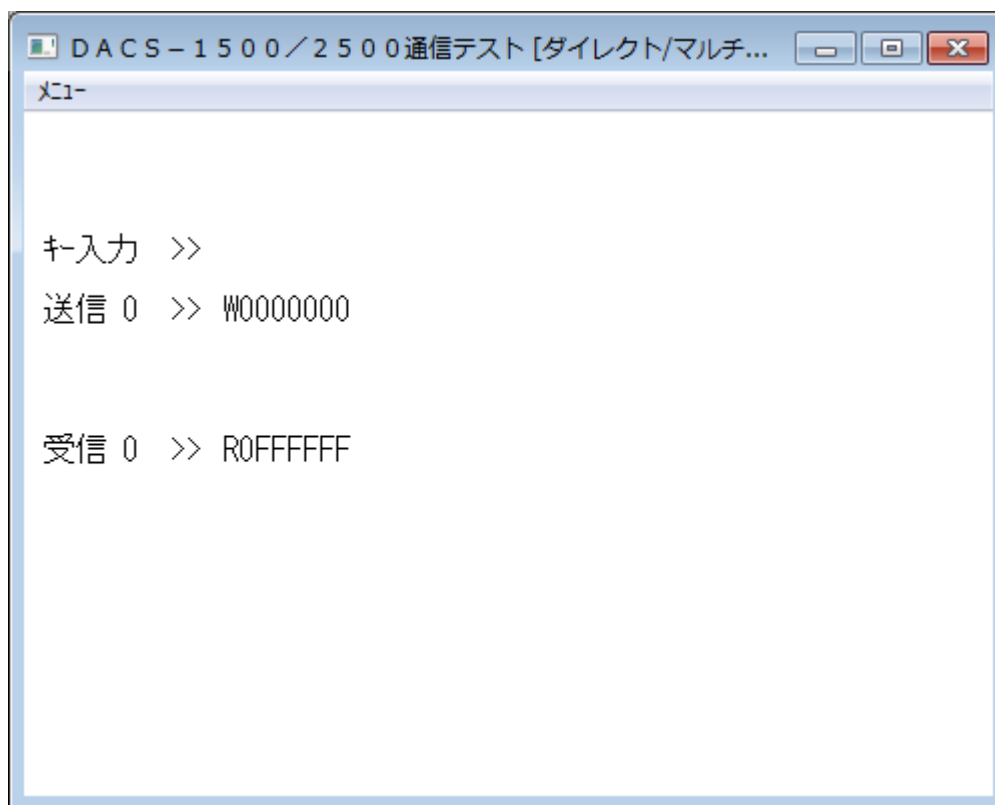 ＤＡＣＳ－１５００／２５００通信テスト [ダイレクト/マルチ...
ﾒﾆｭｰ
ｷｰ入力 >>
送信 0 >> W0000000
受信 0 >> R0FFFFFF